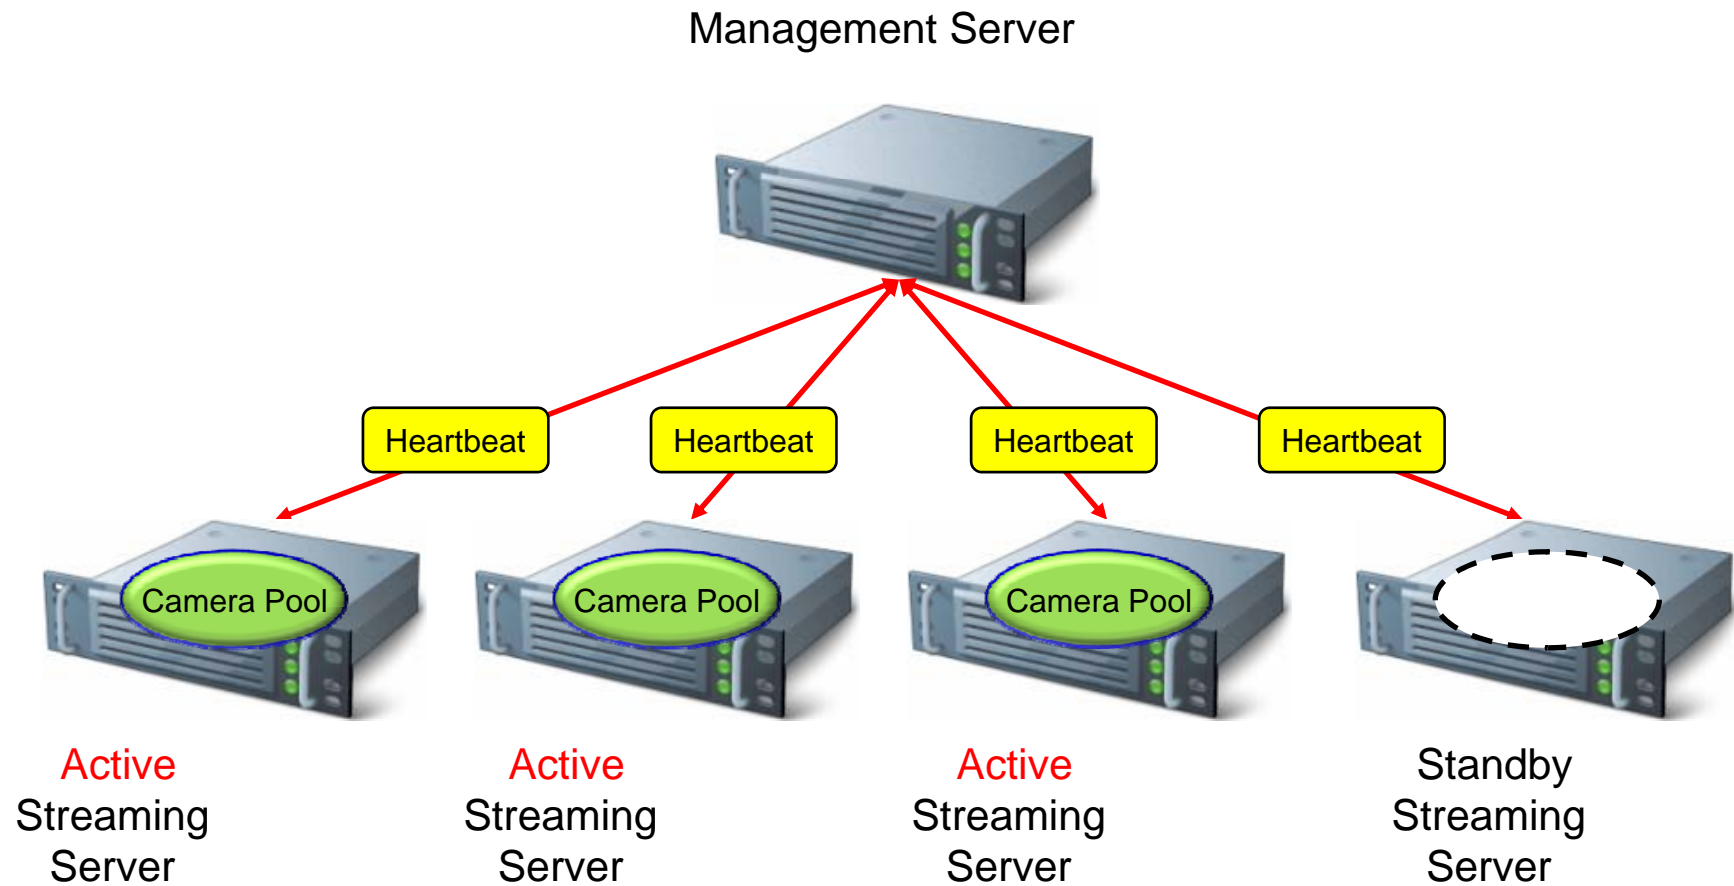 Management Server
Heartbeat
Heartbeat
Heartbeat
Heartbeat
Camera Pool
Camera Pool
Camera Pool
Active
Streaming
Server
Active
Streaming
Server
Active
Streaming
Server
Standby
Streaming
Server